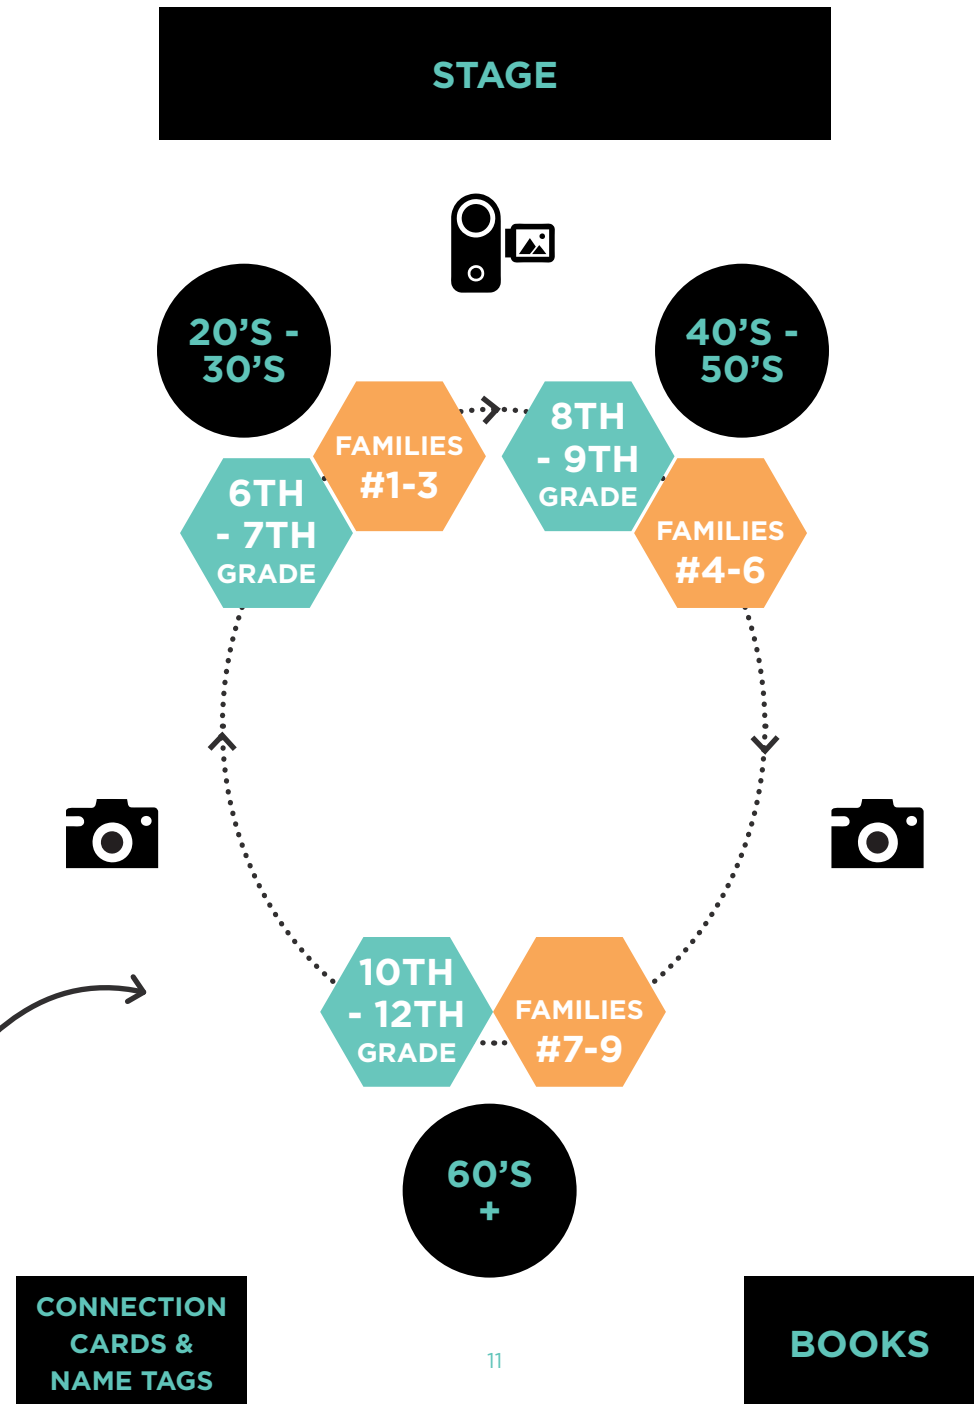 STAGE
20’S -
30’S
40’S -
50’S
FAMILIES
#1-3
8TH
- 9TH
GRADE
6TH
- 7TH
GRADE
FAMILIES
#4-6
10TH
- 12TH
GRADE
FAMILIES
#7-9
60’S
+
CONNECTION
CARDS &
NAME TAGS
11
BOOKS